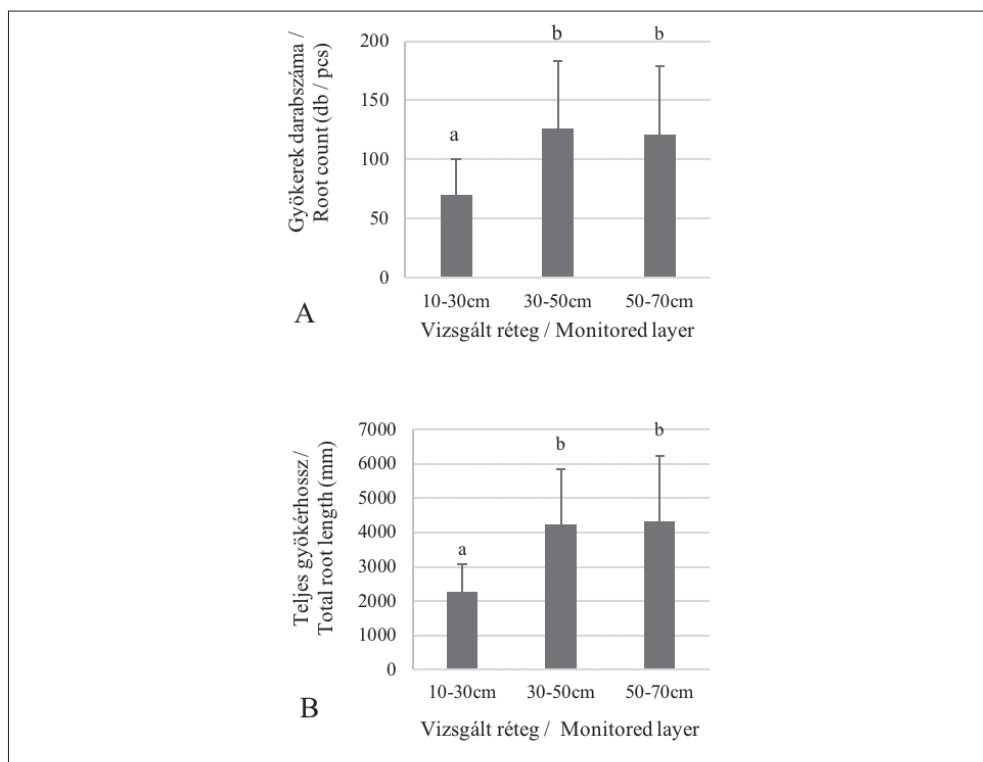 Gyökerek darabszáma /
Root count (db / pcs)
200
150
100
50
0
a
b
b
10-30cm
30-50cm
50-70cm
A
Vizsgált réteg / Monitored layer
Teljes gyökérhossz /
Total root length (mm)
7000
6000
5000
4000
3000
2000
1000
0
a
b
b
10-30cm
30-50cm
50-70cm
B
Vizsgált réteg / Monitored layer